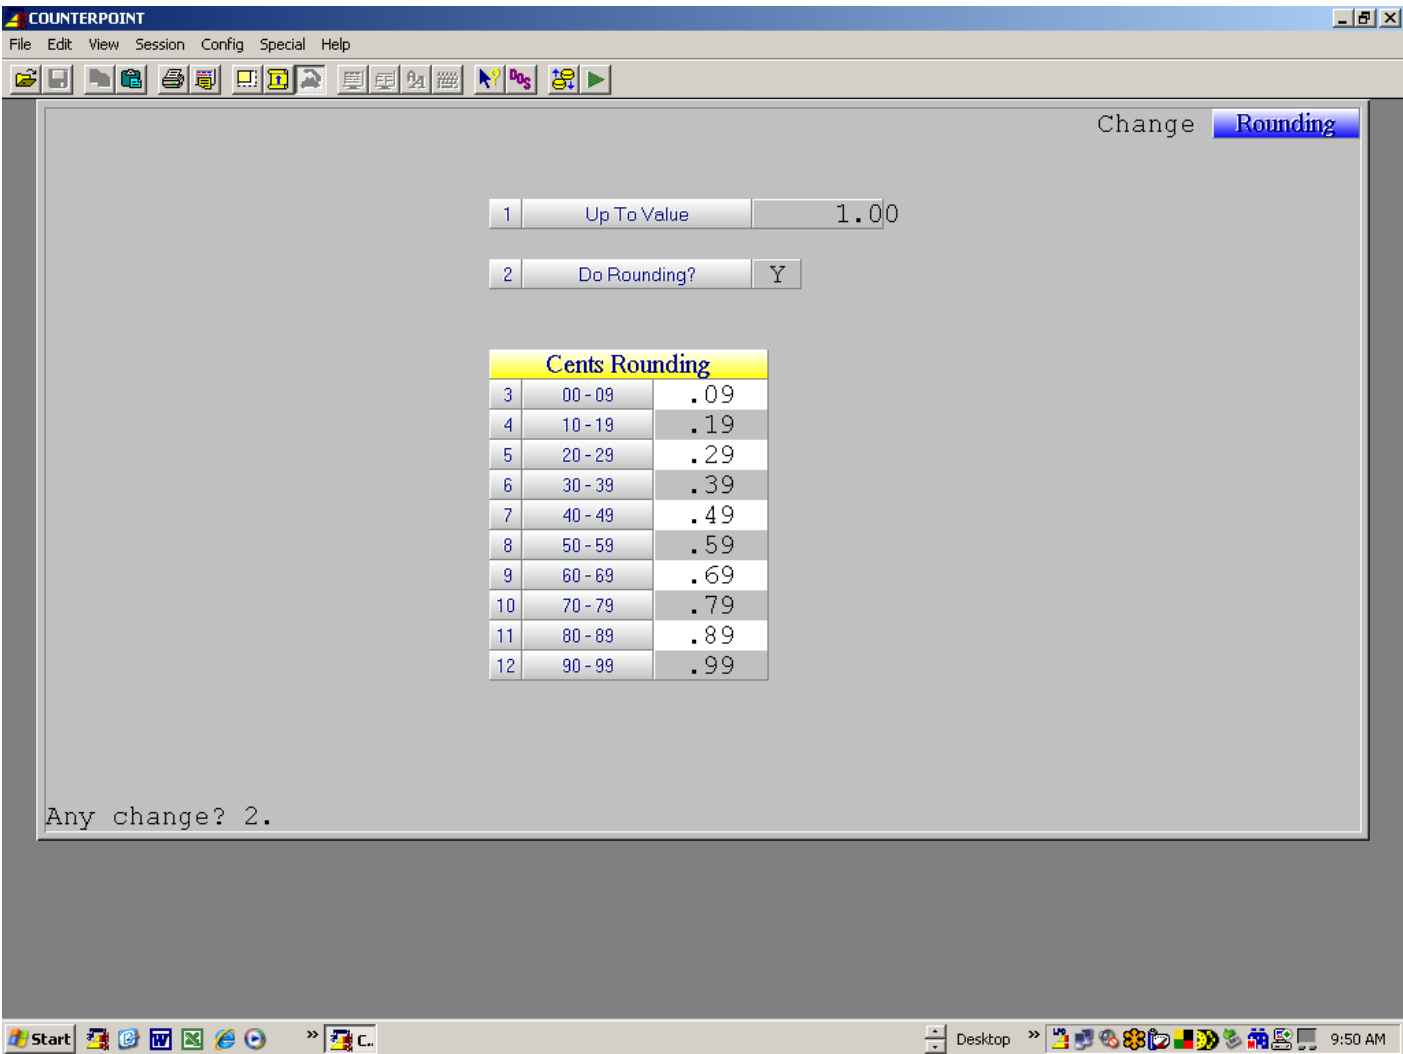 COUNTERPOINT
File Edit View Session Config Special Help
DOS
Change Rounding
1 Up To Value 1.00
2 Do Rounding? Y
Cents Rounding
3 00 - 09 .09
4 10 - 19 .19
5 20 - 29 .29
6 30 - 39 .39
7 40 - 49 .49
8 50 - 59 .59
9 60 - 69 .69
10 70 - 79 .79
11 80 - 89 .89
12 90 - 99 .99
Any change? 2.
Start C... Desktop 9:50 AM